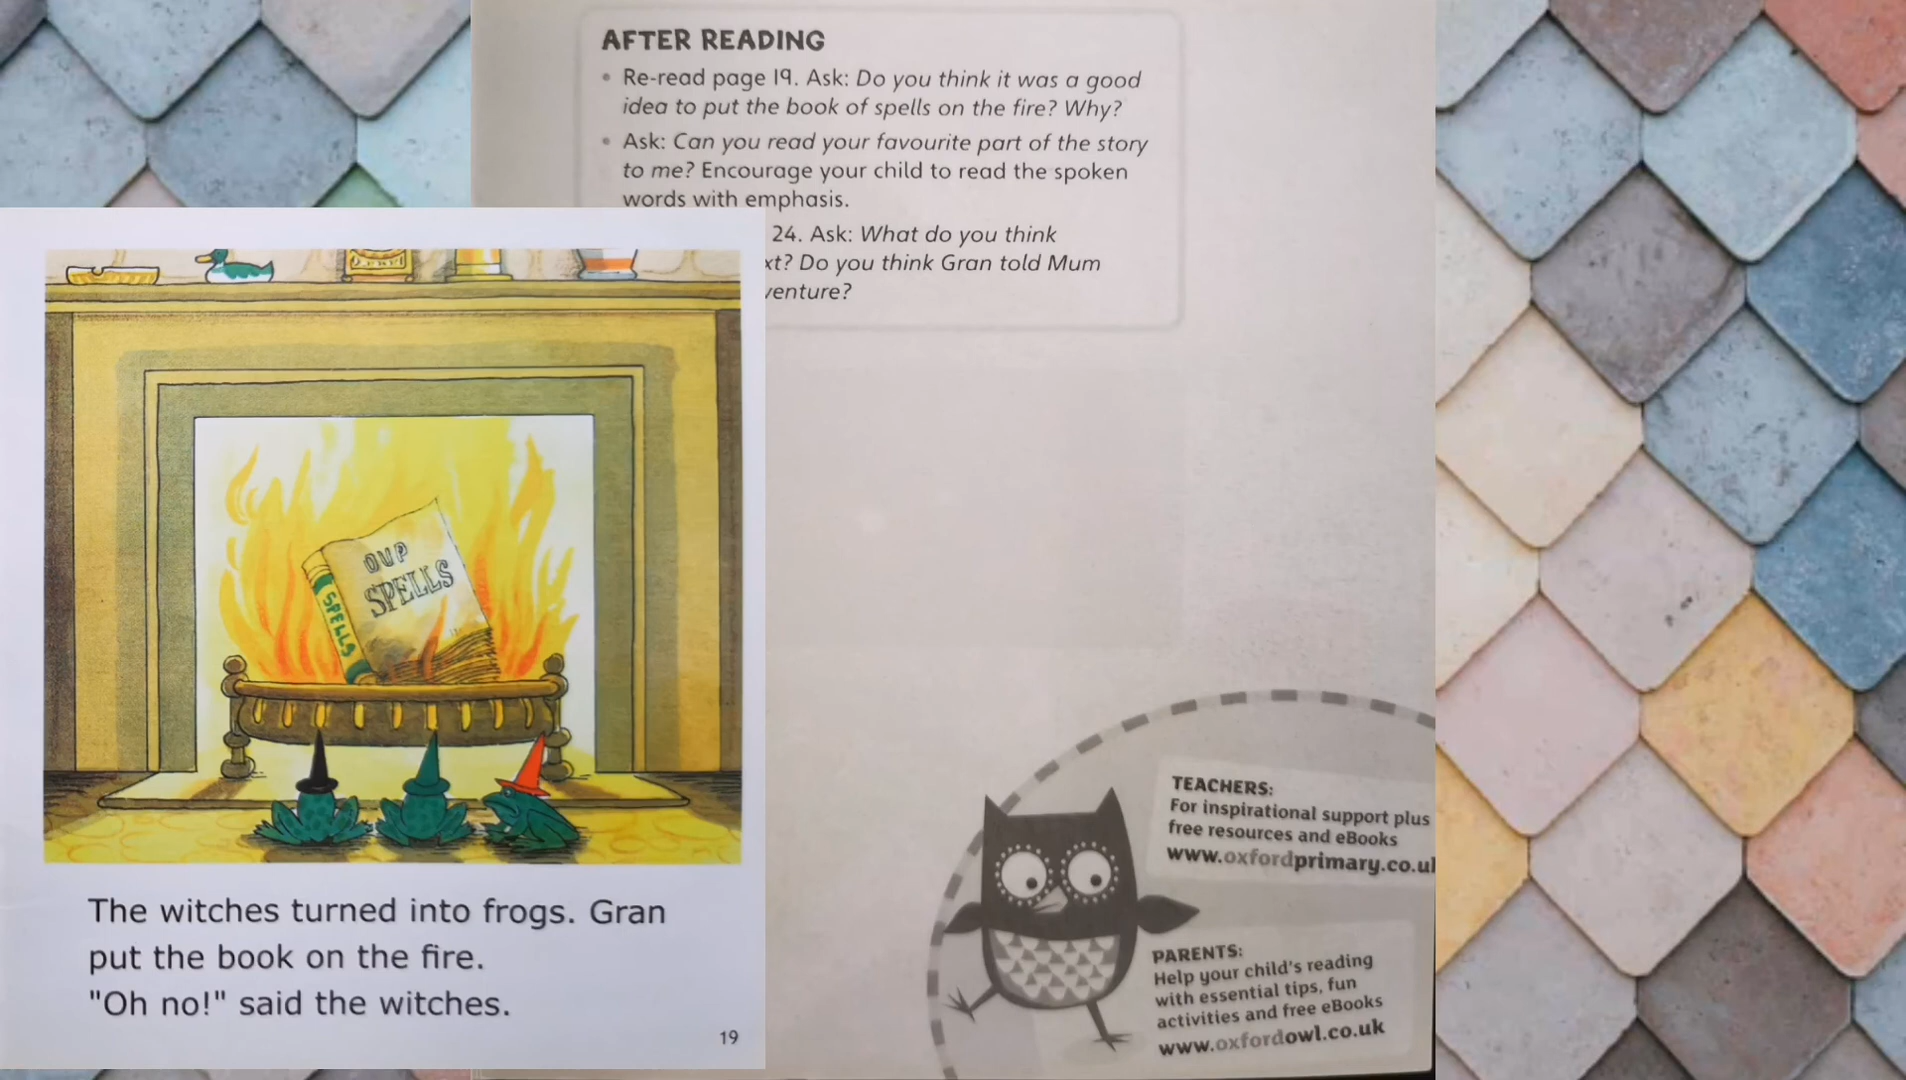 AFTER READING
• Re-read page 19. Ask: Do you think it was a good
idea to put the book of spells on the fire? Why?
• Ask: Can you read your favourite part of the story
to me? Encourage your child to read the spoken
words with emphasis.
24. Ask: What do you think
xt? Do you think Gran told Mum
venture?
OUP
SPELLS
SPELLS
The witches turned into frogs. Gran
put the book on the fire.
"Oh no!" said the witches.
19
TEACHERS:
For inspirational support plus
free resources and eBooks
www.oxfordprimary.co.u
PARENTS:
Help your child's reading
with essential tips, fun
activities and free eBooks
www.oxfordowl.co.uk